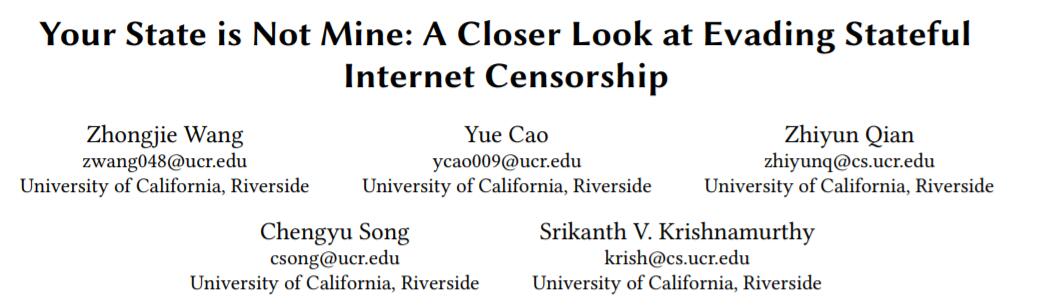 Your State is Not Mine: A Closer Look at Evading Stateful
Internet Censorship
Zhongjie Wang
zwang048@ucr.edu
University of California, Riverside
Yue Cao
ycao009@ucr.edu
University of California, Riverside
Zhiyun Qian
zhiyunq@cs.ucr.edu
University of California, Riverside
Chengyu Song
csong@ucr.edu
University of California, Riverside
Srikanth V. Krishnamurthy
krish@cs.ucr.edu
University of California, Riverside